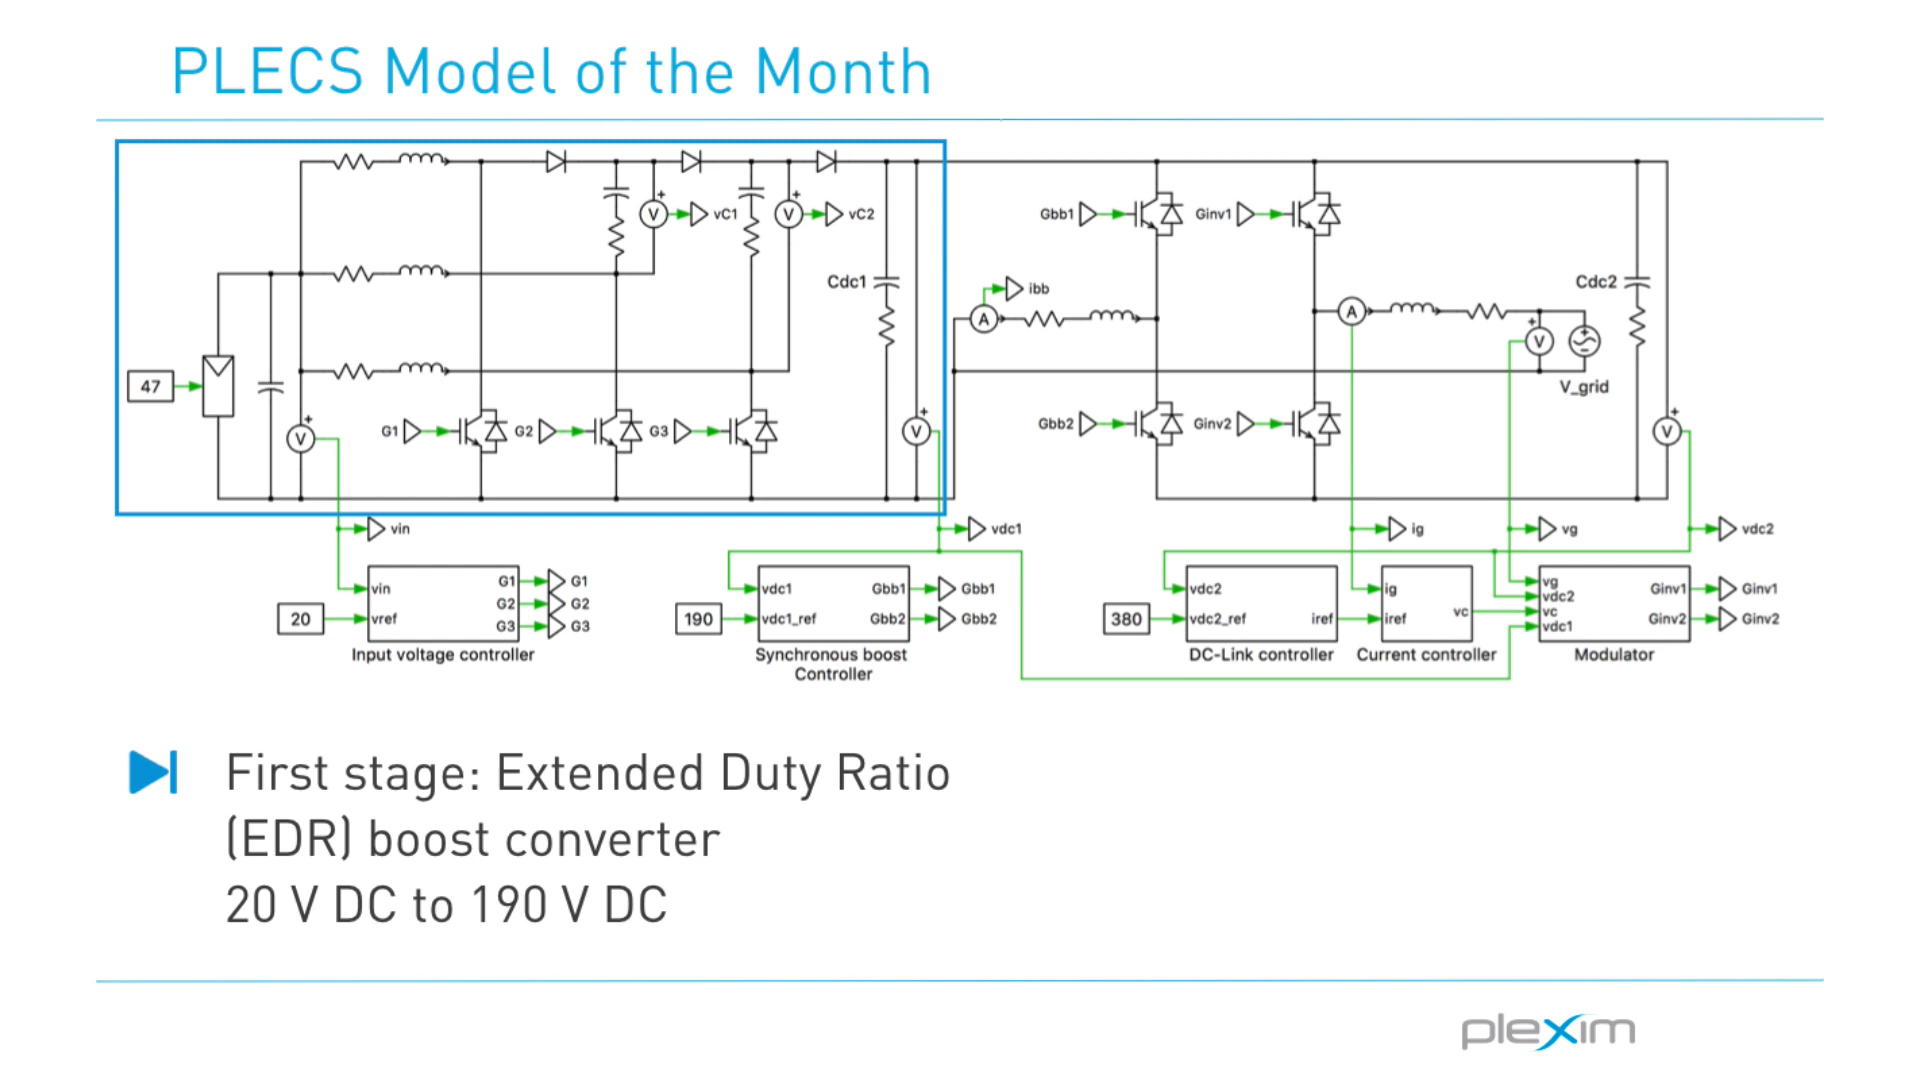 PLECS Model of the Month
V
vC1
V
vC2
Gbb1
Ginv1
Cdc1
ibb
A
A
Cdc2
V
V_grid
47
V
G1
G2
G3
V
Gbb2
Ginv2
V
vin
vdc1
ig
vg
vdc2
vin
G1
G1
G2
G2
G3
G3
20
vref
Input voltage controller
vdc1
Gbb1
Gbb1
190
vdc1_ref
Gbb2
Gbb2
Synchronous boost
Controller
vdc2
380
vdc2_ref
iref
DC-Link controller
ig
iref
vc
Current controller
vg
vdc2
vc
vdc1
Ginv1
Ginv1
Ginv2
Ginv2
Modulator
First stage: Extended Duty Ratio
(EDR) boost converter
20 V DC to 190 V DC
plexim